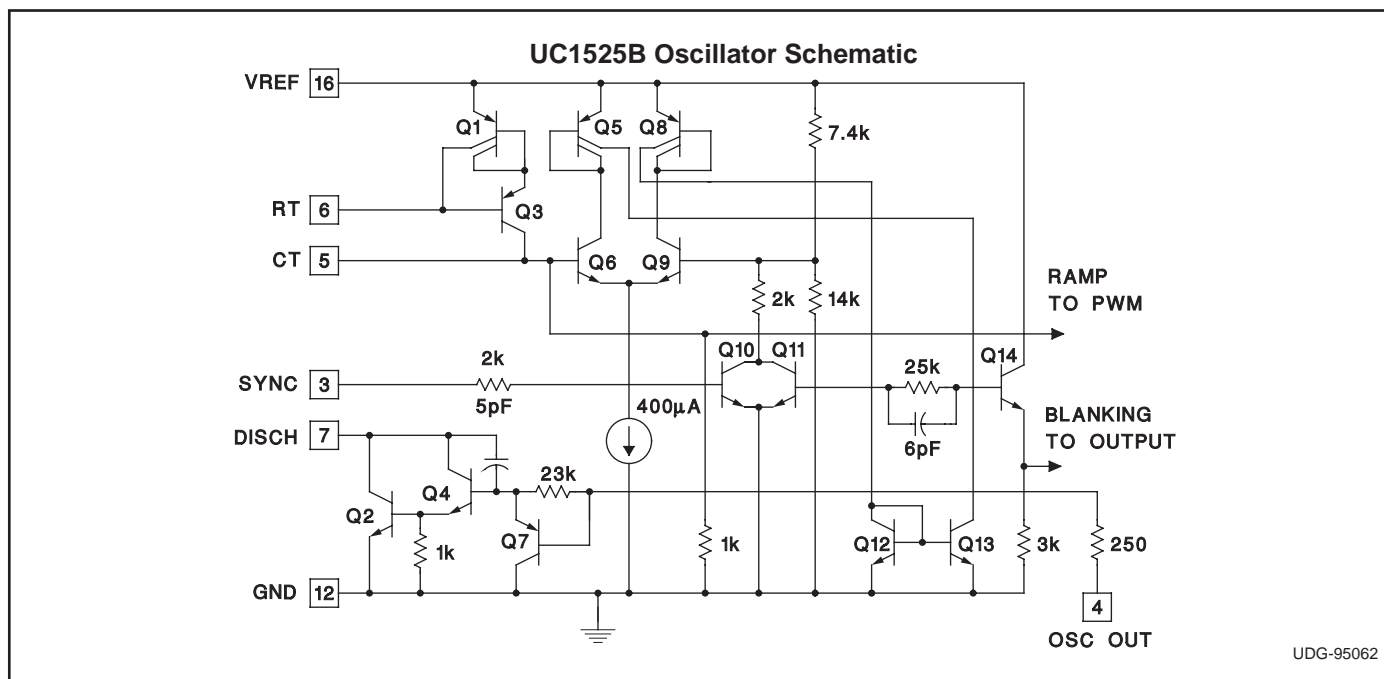 UC1525B Oscillator Schematic
VREF 16
Q1 Q5 Q8
7.4k
RT 6
Q3
CT 5
Q6 Q9
2k 14k
RAMP
TO PWM
Q10 Q11 Q14
2k 25k
SYNC 3
5pF 400µA
6pF
BLANKING
TO OUTPUT
DISCH 7
23k
Q4
Q2 Q7 Q12 Q13
1k 1k 3k 250
GND 12
4
OSC OUT
UDG-95062